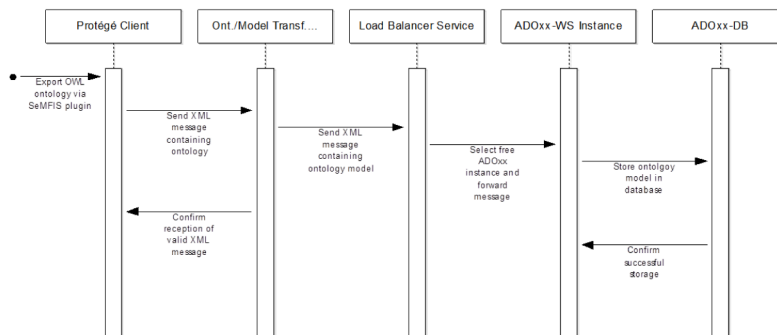 Protégé Client
Ont./Model Transf....
Load Balancer Service
ADOxx-WS Instance
ADOxx-DB
Export OWL
ontology via
SeMFIS plugin
Send XML
message
containing
ontology
Send XML
message
containing
ontology model
Select free
ADOxx
instance and
forward
message
Store ontolgoy
model in
database
Confirm
reception of
valid XML
message
Confirm
successful
storage